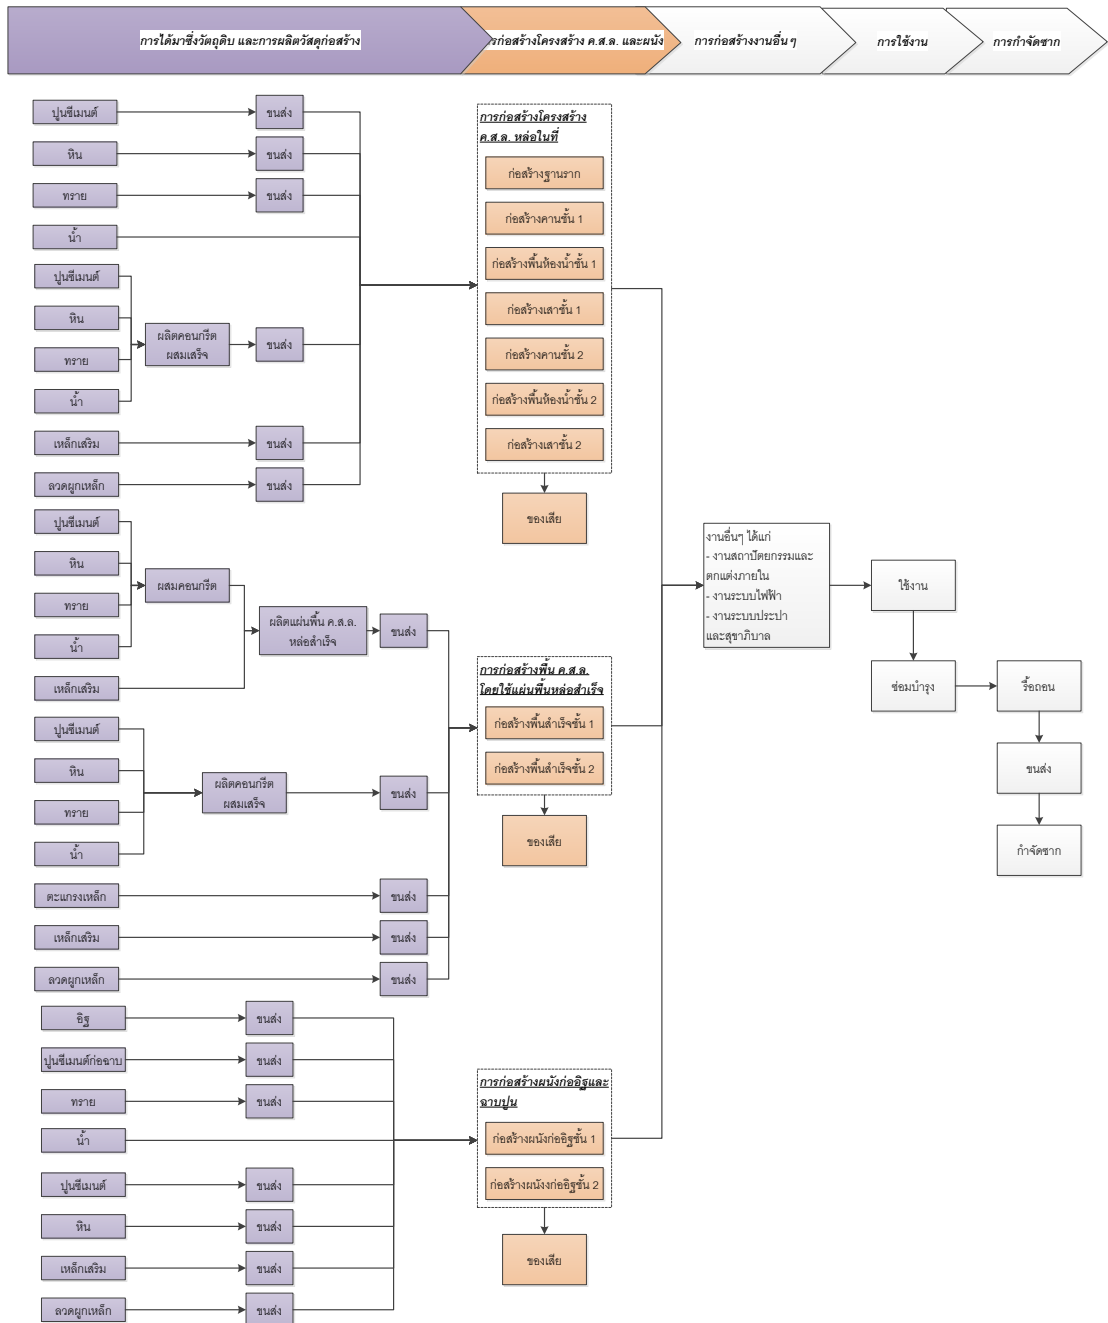 การได้มาซึ่งวัตถุดิบ และการผลิตวัสดุก่อสร้าง
ารก่อสร้างโครงสร้าง ค.ส.ล. และผนัง
การก่อสร้างงานอื่น ๆ
การใช้งาน
การกำจัดซาก
ปูนซีเมนต์
ขนส่ง
หิน
ขนส่ง
ทราย
ขนส่ง
น้ำ
ปูนซีเมนต์
หิน
ทราย
น้ำ
ผลิตคอนกรีต
ผสมเสร็จ
ขนส่ง
เหล็กเสริม
ขนส่ง
ลวดผูกเหล็ก
ขนส่ง
การก่อสร้างโครงสร้าง
ค.ส.ล. หล่อในที่
ก่อสร้างฐานราก
ก่อสร้างคานชั้น 1
ก่อสร้างพื้นห้องน้ำชั้น 1
ก่อสร้างเสาชั้น 1
ก่อสร้างคานชั้น 2
ก่อสร้างพื้นห้องน้ำชั้น 2
ก่อสร้างเสาชั้น 2
ของเสีย
ปูนซีเมนต์
หิน
ทราย
น้ำ
ผสมคอนกรีต
เหล็กเสริม
ผลิตแผ่นพื้น ค.ส.ล.
หล่อสำเร็จ
ขนส่ง
ปูนซีเมนต์
หิน
ทราย
น้ำ
ผลิตคอนกรีต
ผสมเสร็จ
ขนส่ง
ตะแกรงเหล็ก
ขนส่ง
เหล็กเสริม
ขนส่ง
ลวดผูกเหล็ก
ขนส่ง
การก่อสร้างพื้น ค.ส.ล.
โดยใช้แผ่นพื้นหล่อสำเร็จ
ก่อสร้างพื้นสำเร็จชั้น 1
ก่อสร้างพื้นสำเร็จชั้น 2
ของเสีย
อิฐ
ขนส่ง
ปูนซีเมนต์ก่อฉาบ
ขนส่ง
ทราย
ขนส่ง
น้ำ
ปูนซีเมนต์
ขนส่ง
หิน
ขนส่ง
เหล็กเสริม
ขนส่ง
ลวดผูกเหล็ก
ขนส่ง
การก่อสร้างผนังก่ออิฐและ
ฉาบปูน
ก่อสร้างผนังก่ออิฐชั้น 1
ก่อสร้างผนังงก่ออิฐชั้น 2
ของเสีย
งานอื่นๆ ได้แก่
- งานสถาปัตยกรรมและ
ตกแต่งภายใน
- งานระบบไฟฟ้า
- งานระบบประปา
และสุขาภิบาล
ใช้งาน
ซ่อมบำรุง
รื้อถอน
ขนส่ง
กำจัดซาก